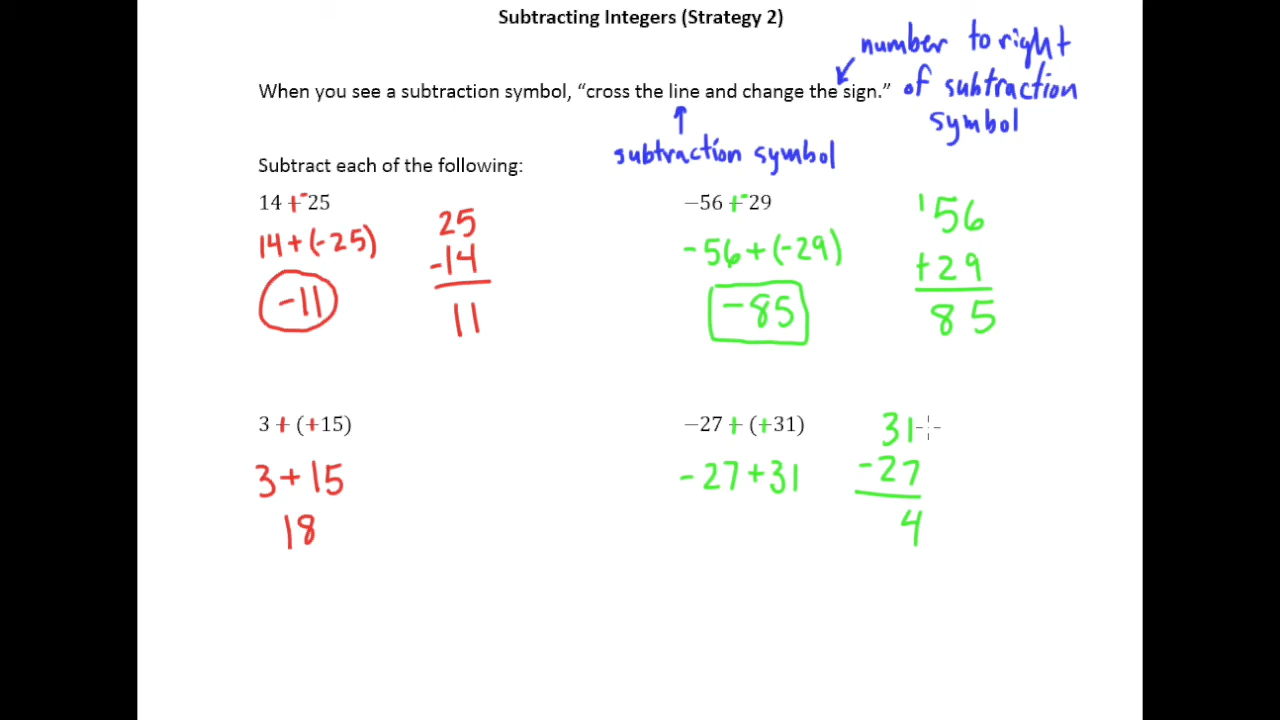 Subtracting Integers (Strategy 2)
number to right
When you see a subtraction symbol, “cross the line and change the sign.” of subtraction
symbol
subtraction symbol
Subtract each of the following:
14 + -25
14 + (-25)
-11
25
-14
11
−56 + -29
-56 + (-29)
-85
1
56
+29
85
3 + (+15)
3 + 15
18
−27 + (+31)
-27 + 31
31
-27
4